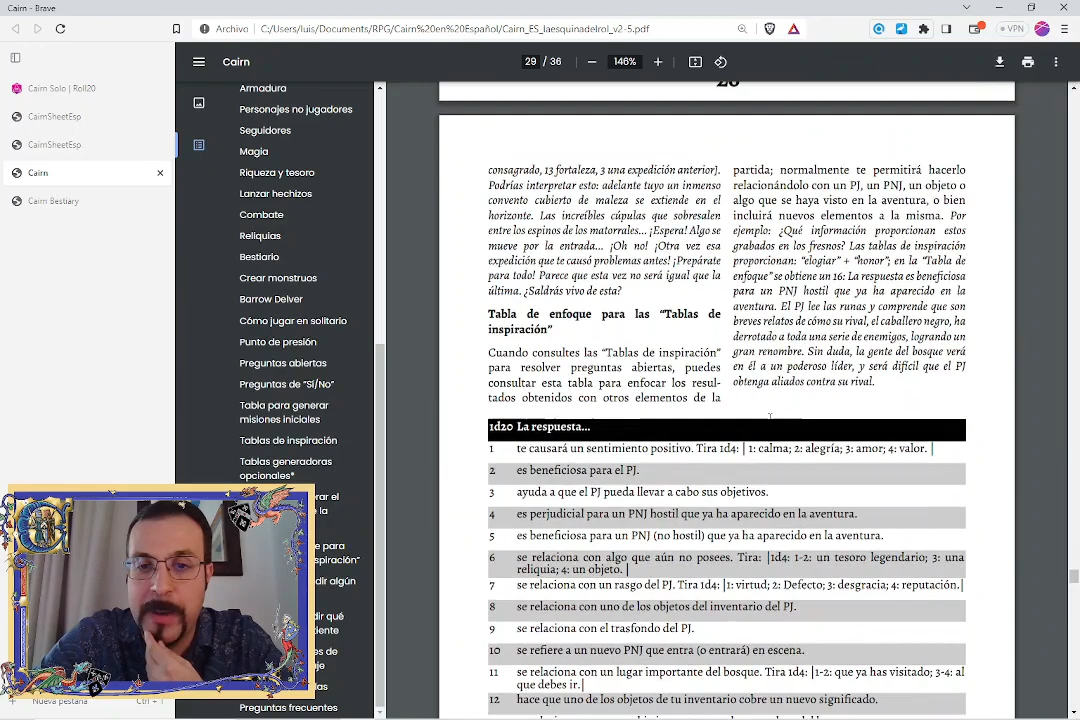 Cairn - Brave
Archivo
C:/Users/luis/Documents/RPG/Cairn%20en%20Español/Cairn_ES_laesquinadelrol_v2-5.pdf
VPN
Cairn
29 / 36
146%
Cairn Solo | Roll20
CairnSheetEsp
CairnSheetEsp
Cairn
Cairn Bestiary
Nueva pestaña
Ctrl + T
Armadura
Personajes no jugadores
Seguidores
Magia
Riqueza y tesoro
Lanzar hechizos
Combate
Reliquias
Bestiario
Crear monstruos
Barrow Delver
Cómo jugar en solitario
Punto de presión
Preguntas abiertas
Preguntas de "Sí/No"
Tabla para generar
misiones iniciales
Tablas de inspiración
Tablas generadoras
opcionales*
rar el
la
para
piración"
dir algún
dir qué
iente
s de
je
tas
Preguntas frecuentes
consagrado, 13 fortaleza, 3 una expedición anterior].
Podrías interpretar esto: adelante tuyo un inmenso
convento cubierto de maleza se extiende en el
horizonte. Las increíbles cúpulas que sobresalen
entre los espinos de los matorrales... ¡Espera! Algo se
mueve por la entrada... ¡Oh no! ¡Otra vez esa
expedición que te causó problemas antes! ¡Prepárate
para todo! Parece que esta vez no será igual que la
última. ¿Saldrás vivo de esta?
Tabla de enfoque para las "Tablas de
inspiración"
Cuando consultes las "Tablas de inspiración"
para resolver preguntas abiertas, puedes
consultar esta tabla para enfocar los resul-
tados obtenidos con otros elementos de la
partida; normalmente te permitirá hacerlo
relacionándolo con un PJ, un PNJ, un objeto o
algo que se haya visto en la aventura, o bien
incluirá nuevos elementos a la misma. Por
ejemplo: ¿Qué información proporcionan estos
grabados en los fresnos? Las tablas de inspiración
proporcionan: "elogiar" + "honor"; en la "Tabla de
enfoque" se obtiene un 16: La respuesta es beneficiosa
para un PNJ hostil que ya ha aparecido en la
aventura. El PJ lee las runas y comprende que son
breves relatos de cómo su rival, el caballero negro, ha
derrotado a toda una serie de enemigos, logrando un
gran renombre. Sin duda, la gente del bosque verá
en él a un poderoso líder, y será difícil que el PJ
obtenga aliados contra su rival.
1d20 La respuesta...
1 te causará un sentimiento positivo. Tira 1d4: | 1: calma; 2: alegría; 3: amor; 4: valor. |
2 es beneficiosa para el PJ.
3 ayuda a que el PJ pueda llevar a cabo sus objetivos.
4 es perjudicial para un PNJ hostil que ya ha aparecido en la aventura.
5 es beneficiosa para un PNJ (no hostil) que ya ha aparecido en la aventura.
6 se relaciona con algo que aún no posees. Tira: |1d4: 1-2: un tesoro legendario; 3: una
reliquia; 4: un objeto. |
7 se relaciona con un rasgo del PJ. Tira 1d4: |1: virtud; 2: Defecto; 3: desgracia; 4: reputación.|
8 se relaciona con uno de los objetos del inventario del PJ.
9 se relaciona con el trasfondo del PJ.
10 se refiere a un nuevo PNJ que entra (o entrará) en escena.
11 se relaciona con un lugar importante del bosque. Tira 1d4: |1-2: que ya has visitado; 3-4: al
que debes ir.|
12 hace que uno de los objetos de tu inventario cobre un nuevo significado.